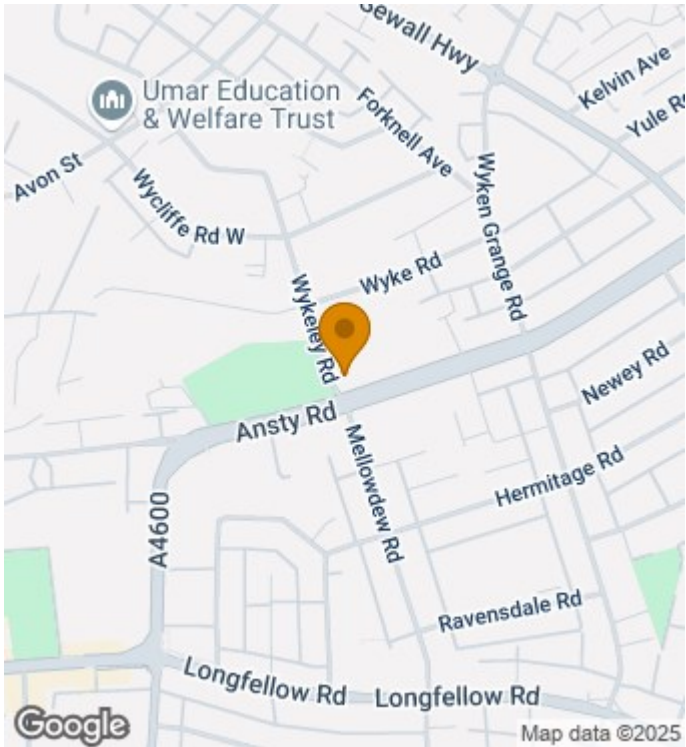 Sewall Hwy
Kelvin Ave
Yule Rd
Umar Education
& Welfare Trust
Forknell Ave
Avon St
Wycliffe Rd W
Wyken Grange Rd
Wyke Rd
Wykeley Rd
Newey Rd
Ansty Rd
Mellowdew Rd
Hermitage Rd
A4600
Ravensdale Rd
Longfellow Rd
Longfellow Rd
Google
Map data ©2025